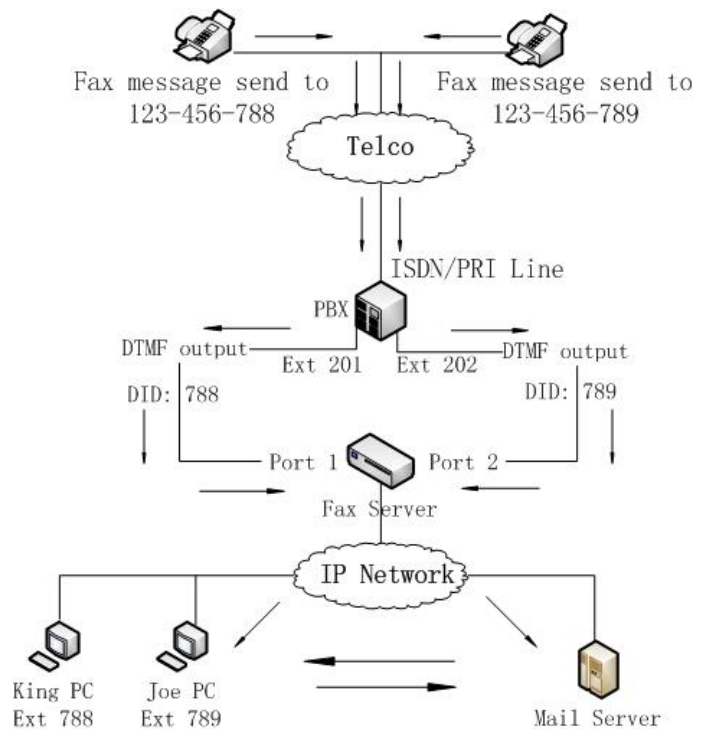 Fax message send to
123-456-788
Fax message send to
123-456-789
Telco
ISDN/PRI Line
PBX
DTMF output
Ext 201
Ext 202
DTMF output
DID: 788
DID: 789
Port 1
Port 2
Fax Server
IP Network
King PC
Ext 788
Joe PC
Ext 789
Mail Server